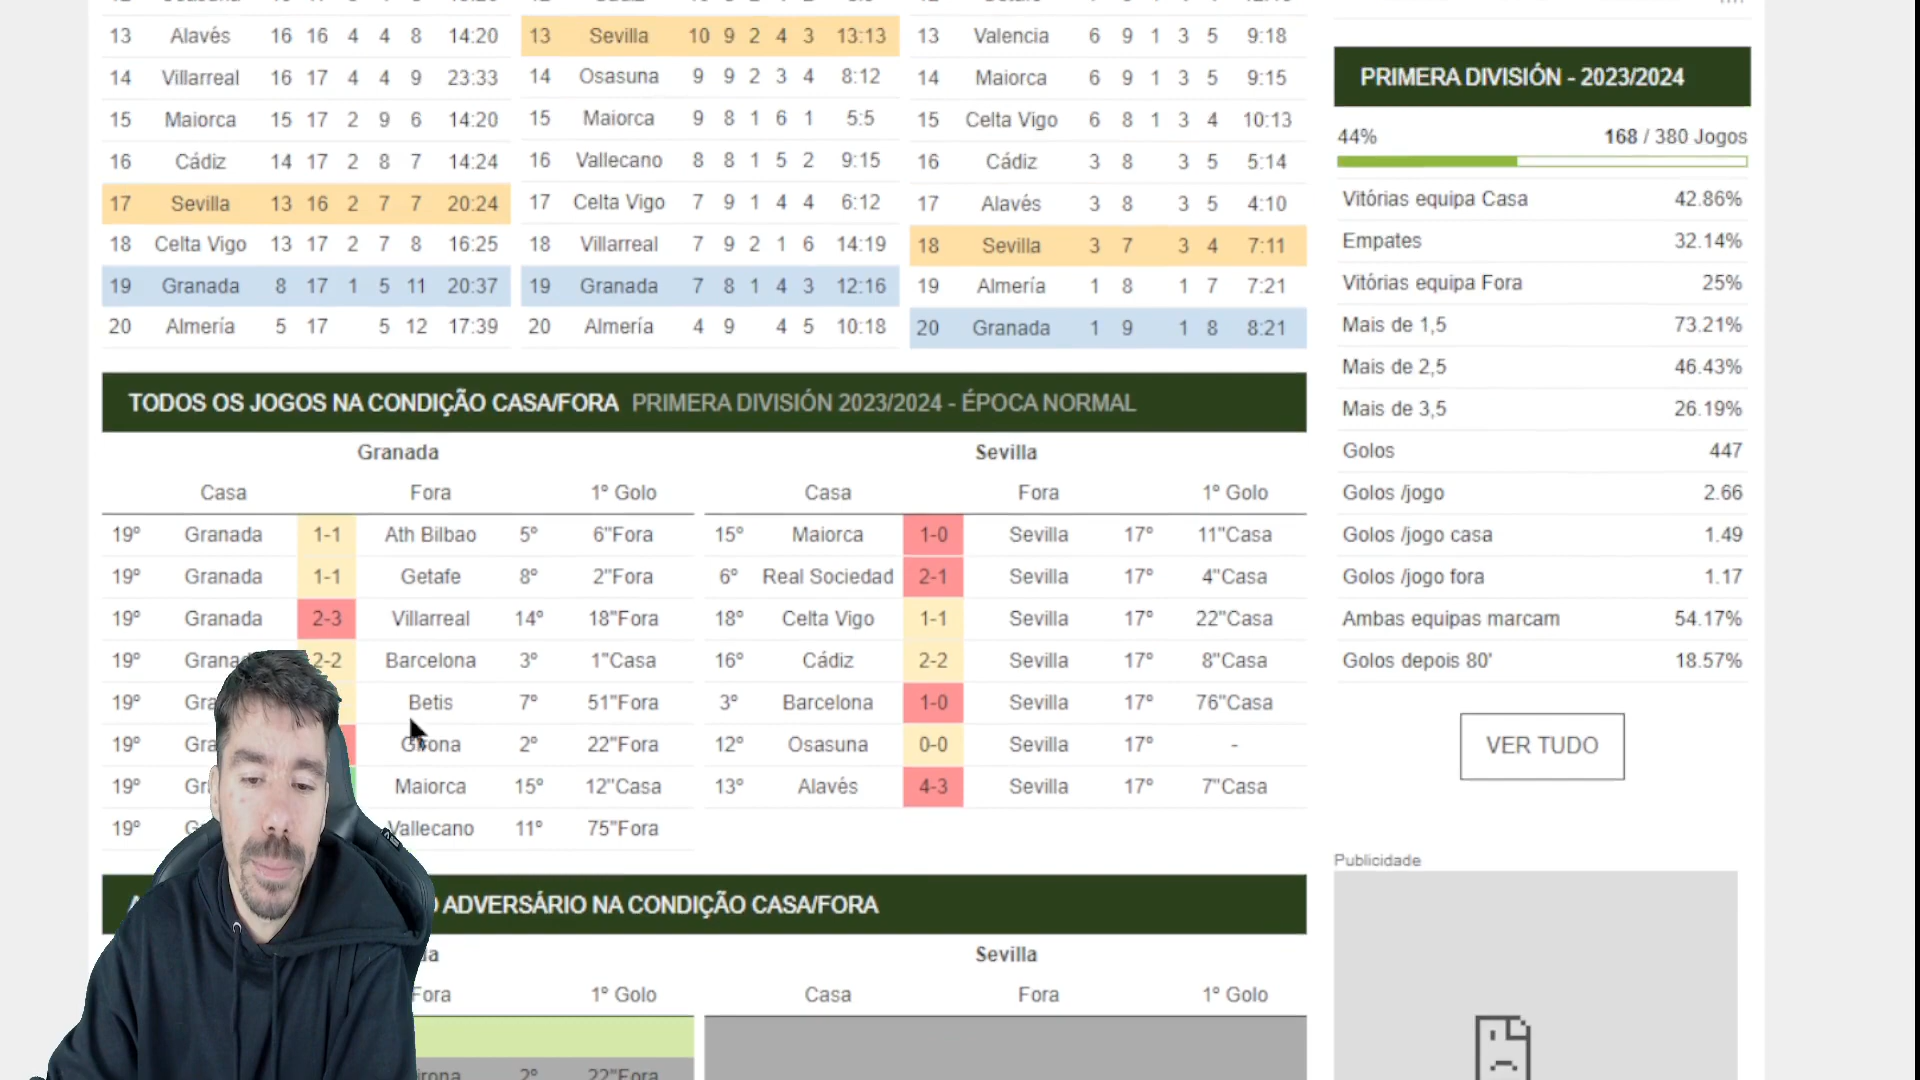 13 Alavés 16 16 4 4 8 14:20
14 Villarreal 16 17 4 4 9 23:33
15 Maiorca 15 17 2 9 6 14:20
16 Cádiz 14 17 2 8 7 14:24
17 Sevilla 13 16 2 7 7 20:24
18 Celta Vigo 13 17 2 7 8 16:25
19 Granada 8 17 1 5 11 20:37
20 Almería 5 17 5 12 17:39
13 Sevilla 10 9 2 4 3 13:13
14 Osasuna 9 9 2 3 4 8:12
15 Maiorca 9 8 1 6 1 5:5
16 Vallecano 8 8 1 5 2 9:15
17 Celta Vigo 7 9 1 4 4 6:12
18 Villarreal 7 9 2 1 6 14:19
19 Granada 7 8 1 4 3 12:16
20 Almería 4 9 4 5 10:18
13 Valencia 6 9 1 3 5 9:18
14 Maiorca 6 9 1 3 5 9:15
15 Celta Vigo 6 8 1 3 4 10:13
16 Cádiz 3 8 3 5 5:14
17 Alavés 3 8 3 5 4:10
18 Sevilla 3 7 3 4 7:11
19 Almería 1 8 1 7 7:21
20 Granada 1 9 1 8 8:21
TODOS OS JOGOS NA CONDIÇÃO CASA/FORA PRIMERA DIVISIÓN 2023/2024 - ÉPOCA NORMAL
Granada
Casa Fora 1º Golo
19º Granada 1-1 Ath Bilbao 5º 6"Fora
19º Granada 1-1 Getafe 8º 2"Fora
19º Granada 2-3 Villarreal 14º 18"Fora
19º Grana 2-2 Barcelona 3º 1"Casa
19º Gra Betis 7º 51"Fora
19º Gra Girona 2º 22"Fora
19º Gr Maiorca 15º 12"Casa
19º G Vallecano 11º 75"Fora
Sevilla
Casa Fora 1º Golo
15º Maiorca 1-0 Sevilla 17º 11"Casa
6º Real Sociedad 2-1 Sevilla 17º 4"Casa
18º Celta Vigo 1-1 Sevilla 17º 22"Casa
16º Cádiz 2-2 Sevilla 17º 8"Casa
3º Barcelona 1-0 Sevilla 17º 76"Casa
12º Osasuna 0-0 Sevilla 17º -
13º Alavés 4-3 Sevilla 17º 7"Casa
ADVERSÁRIO NA CONDIÇÃO CASA/FORA
da
Fora 1º Golo
irona 2º 22"Fora
Sevilla
Casa Fora 1º Golo
PRIMERA DIVISIÓN - 2023/2024
44% 168 / 380 Jogos
Vitórias equipa Casa 42.86%
Empates 32.14%
Vitórias equipa Fora 25%
Mais de 1,5 73.21%
Mais de 2,5 46.43%
Mais de 3,5 26.19%
Golos 447
Golos /jogo 2.66
Golos /jogo casa 1.49
Golos /jogo fora 1.17
Ambas equipas marcam 54.17%
Golos depois 80' 18.57%
VER TUDO
Publicidade